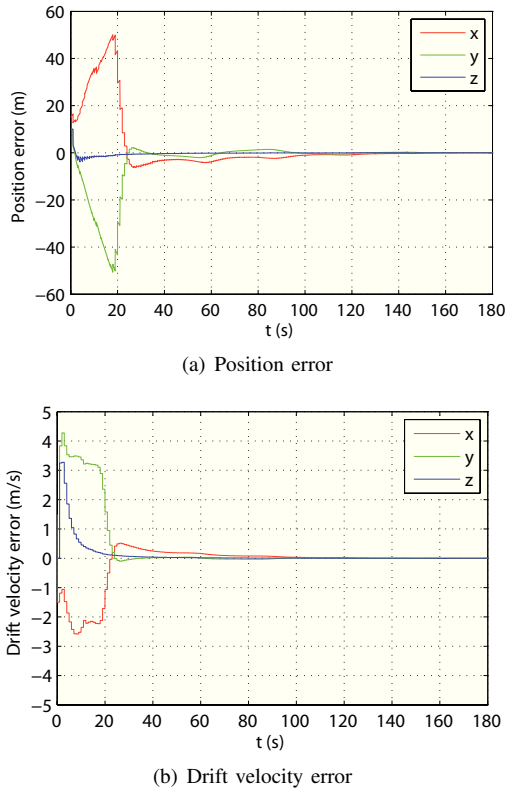 60
40
20
0
−20
−40
−60
Position error (m)
x
y
z
0 20 40 60 80 100 120 140 160 180
t (s)
(a) Position error
5
4
3
2
1
0
−1
−2
−3
−4
−5
Drift velocity error (m/s)
x
y
z
0 20 40 60 80 100 120 140 160 180
t (s)
(b) Drift velocity error